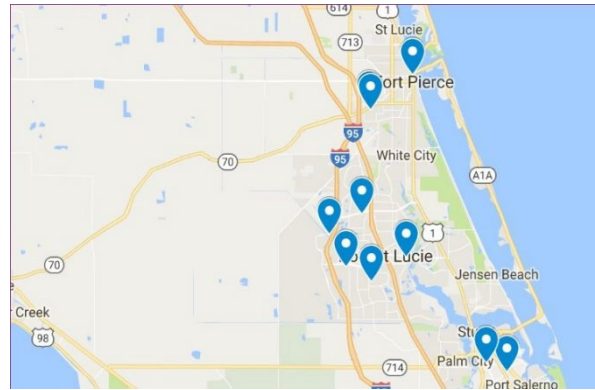 614
1
St Lucie
713
ort Pierce
95
95
70
White City
A1A
1
t Lucie
70
Jensen Beach
Creek
98
Stu
714
Palm City
Port Salerno